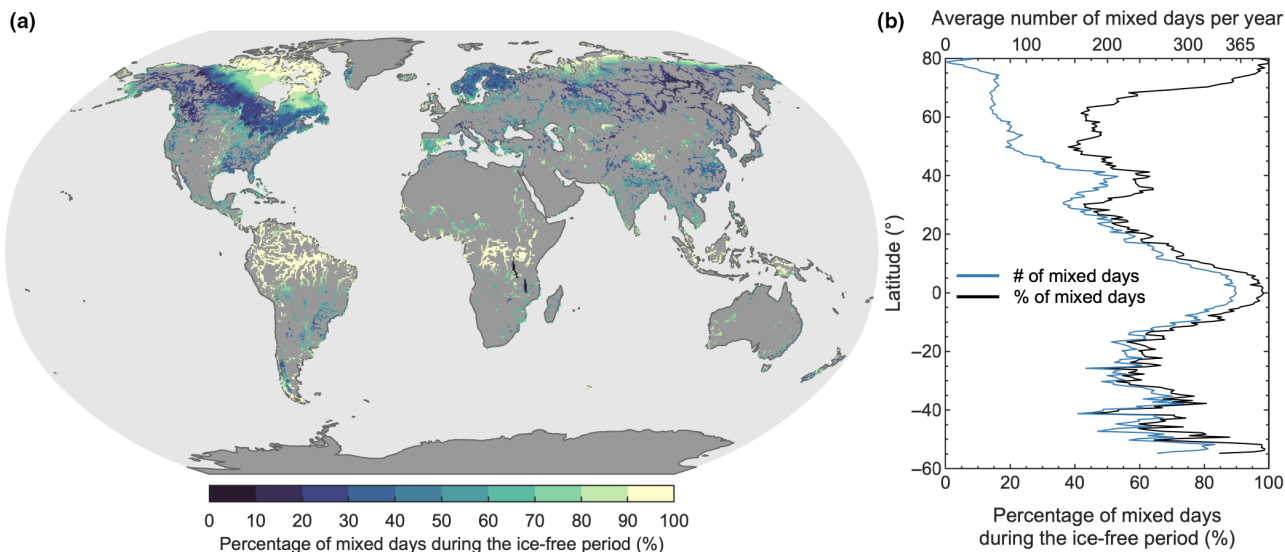 (a)
0 10 20 30 40 50 60 70 80 90 100
Percentage of mixed days during the ice-free period (%)
(b)
Average number of mixed days per year
0 100 200 300 365
80
60
40
20
0
−20
−40
−60
Latitude (°)
# of mixed days
% of mixed days
0 20 40 60 80 100
Percentage of mixed days
during the ice-free period (%)